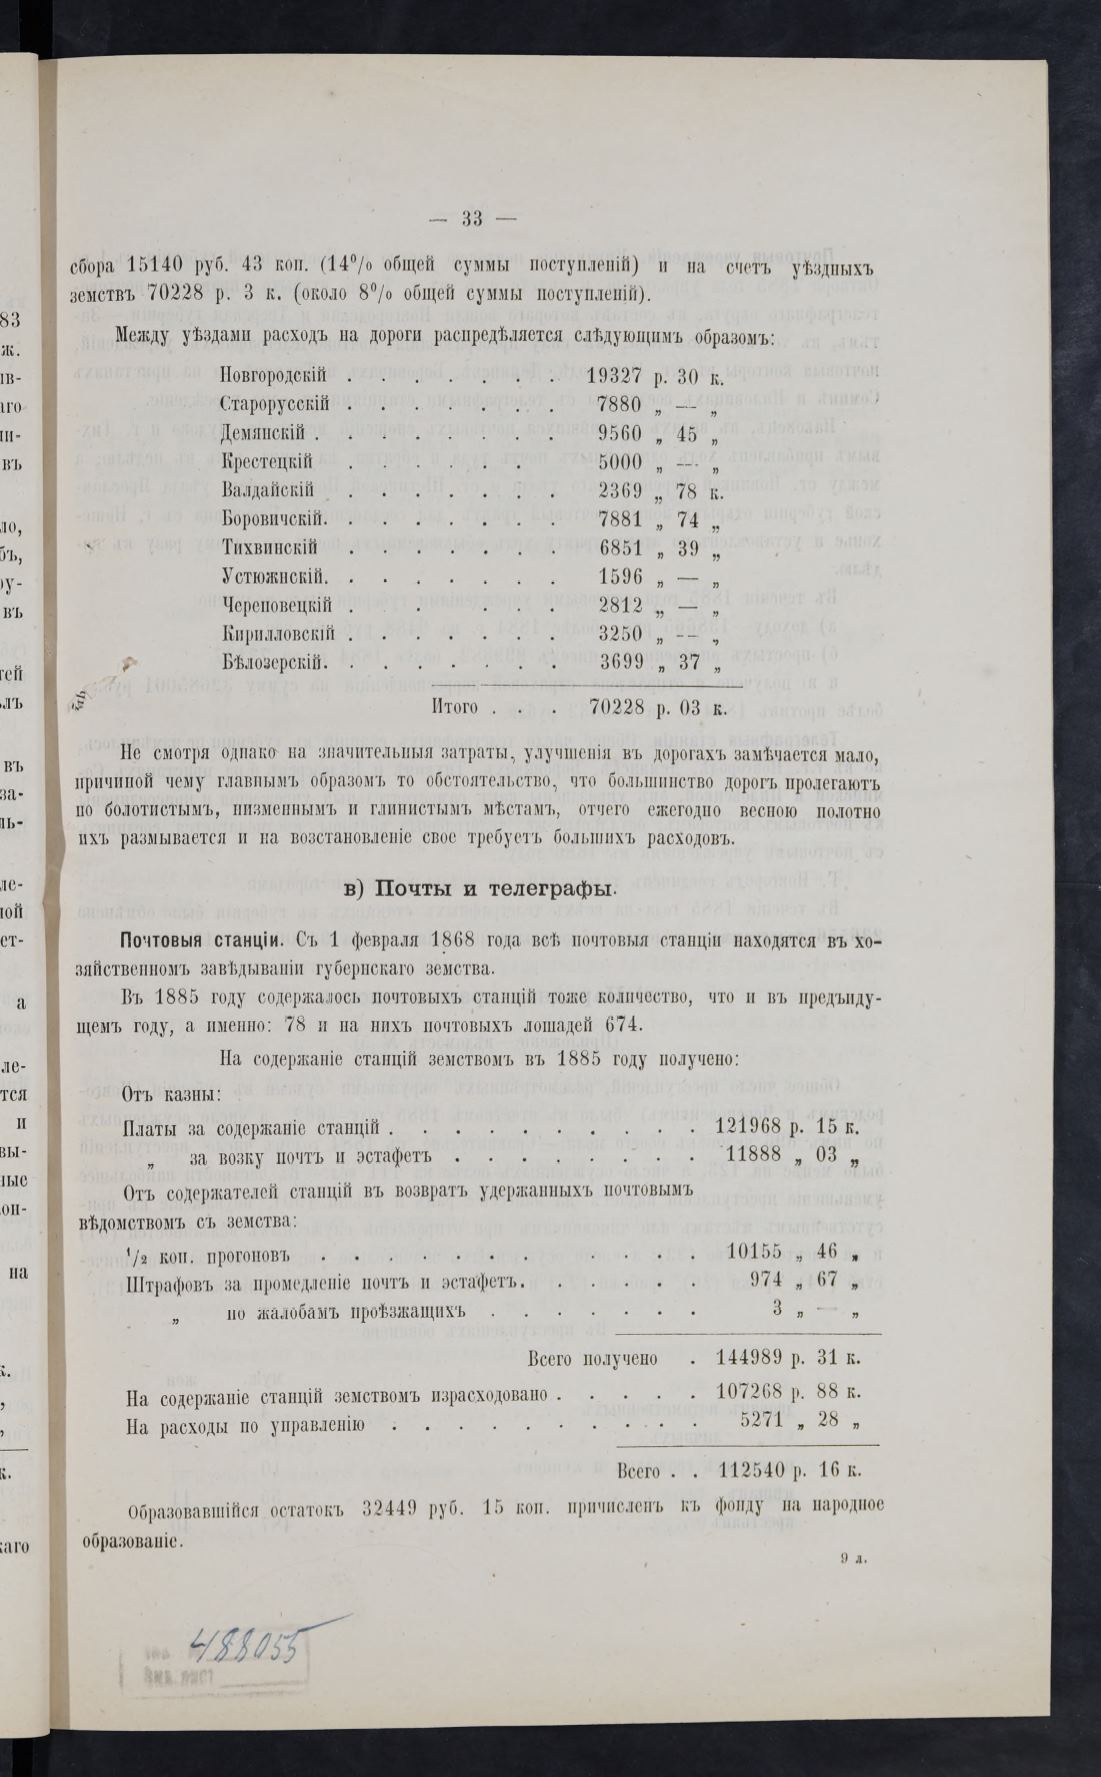 — 33 —
сбора 15140 руб. 43 коп. (14% общей суммы поступленій) и на счетъ уѣздныхъ
земствъ 70228 р. 3 к. (около 8% общей суммы поступленій).
Между уѣздами расходъ на дороги распредѣляется слѣдующимъ образомъ:
Новгородскій . . . . . . . 19327 р. 30 к.
Старорусскій . . . . . . . 7880 „ — „
Демянскій . . . . . . . . 9560 „ 45 „
Крестецкій . . . . . . 5000 „ — „
Валдайскій . . . . . . . 2369 „ 78 к.
Боровичскій. . . . . . . . 7881 „ 74 „
Тихвинскій . . . . . . . 6851 „ 39 „
Устюжнскій. . . . . . . . 1596 „ — „
Череповецкій . . . . . 2812 „ — „
Кирилловскій . . . . . . . 3250 „ — „
Бѣлозерскій. . . . . . . . 3699 „ 37 „
Итого . . . 70228 р. 03 к.
Не смотря однако на значительныя затраты, улучшенія въ дорогахъ замѣчается мало,
причиной чему главнымъ образомъ то обстоятельство, что большинство дорогъ пролегаютъ
по болотистымъ, низменнымъ и глинистымъ мѣстамъ, отчего ежегодно весною полотно
ихъ размывается и на возстановленіе свое требуетъ большихъ расходовъ.
в) Почты и телеграфы.
Почтовыя станціи. Съ 1 февраля 1868 года всѣ почтовыя станціи находятся въ хо-
зяйственномъ завѣдываніи губернскаго земства.
Въ 1885 году содержалось почтовыхъ станцій тоже количество, что и въ предъиду-
щемъ году, а именно: 78 и на нихъ почтовыхъ лошадей 674.
На содержаніе станцій земствомъ въ 1885 году получено:
Отъ казны:
Платы за содержаніе станцій . . . . . . . . . . 121968 р. 15 к.
„ за возку почтъ и эстафетъ . . . . . . . . 11888 „ 03 „
Отъ содержателей станцій въ возвратъ удержанныхъ почтовымъ
вѣдомствомъ съ земства:
1/2 коп. прогоновъ . . . . . . . . . . . 10155 „ 46 „
Штрафовъ за промедленіе почтъ и эстафетъ. . . . . . 974 „ 67 „
„ по жалобамъ проѣзжащихъ . . . . . . . 3 „ — „
Всего получено . 144989 р. 31 к.
На содержаніе станцій земствомъ израсходовано . . . . . 107268 р. 88 к.
На расходы по управленію . . . . . . . . . . 5271 „ 28 „
Всего . . 112540 р. 16 к.
Образовавшійся остатокъ 32449 руб. 15 коп. причисленъ къ фонду на народное
образованіе.
9 л.
488055